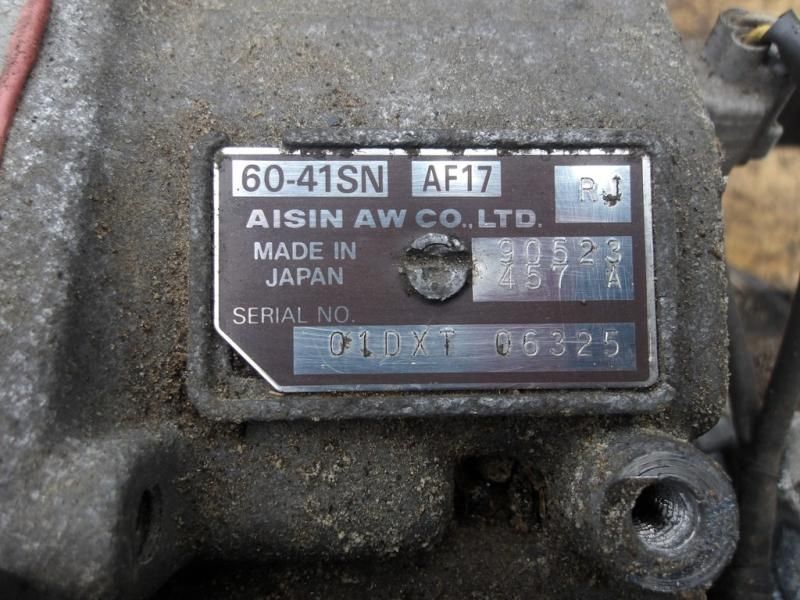 60-41SN AF17 RJ
AISIN AW CO., LTD.
MADE IN 90523
JAPAN 457 A
SERIAL NO.
01DXT 06325